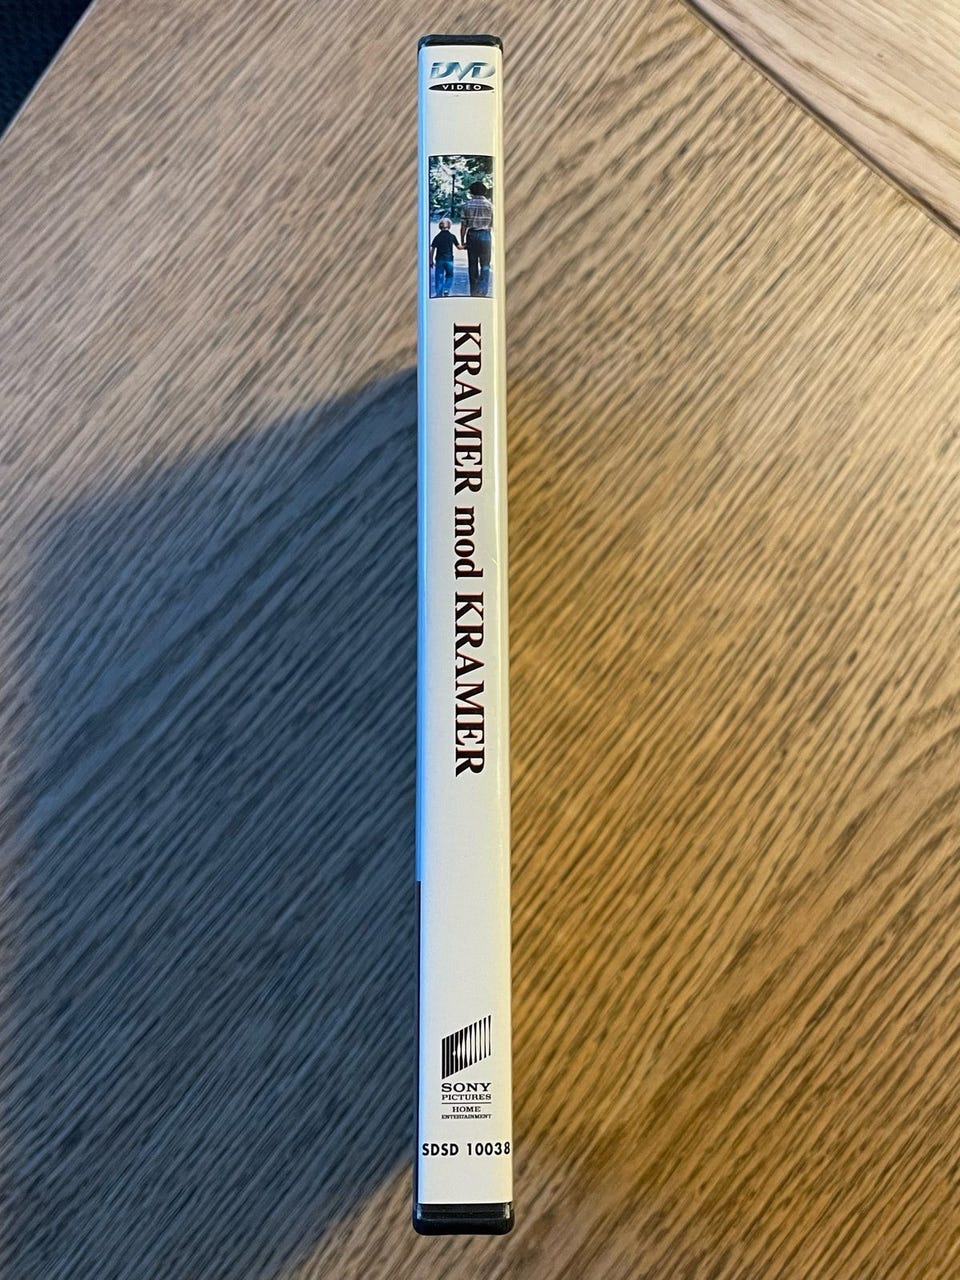 DVD
VIDEO
KRAMER mod KRAMER
SONY
PICTURES
HOME
ENTERTAINMENT
SDSD 10038